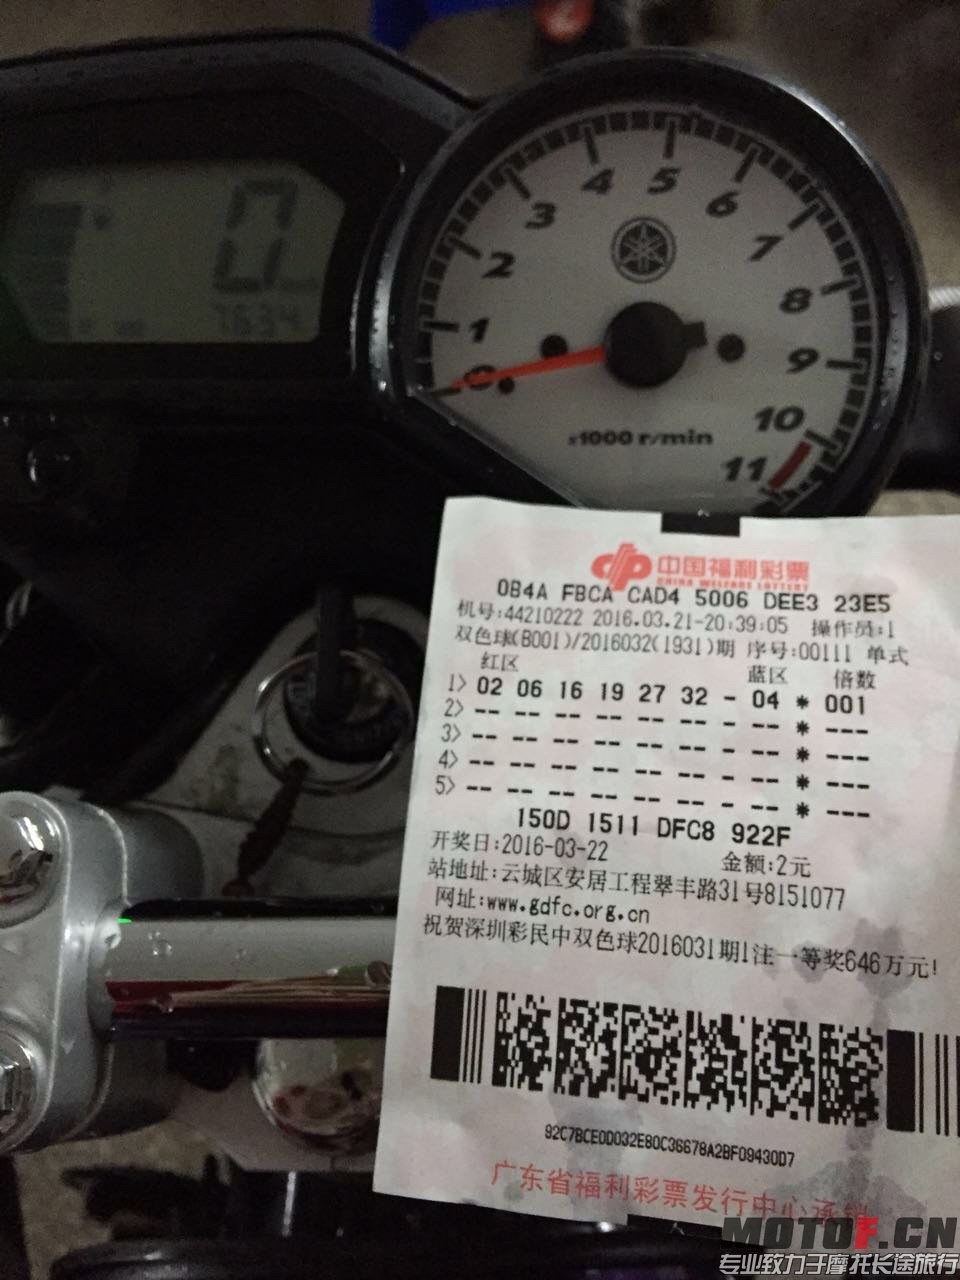 0
7634
0 1 2 3 4 5 6 7 8 9 10 11
x1000 r/min
中国福利彩票
CHINA WELFARE LOTTERY
0B4A FBCA CAD4 5006 DEE3 23E5
机号:44210222 2016.03.21-20:39:05 操作员:1
双色球(B001)/2016032(1931)期 序号:00111 单式
红区 蓝区 倍数
1> 02 06 16 19 27 32 - 04 * 001
2> -- -- -- -- -- -- - -- * ---
3> -- -- -- -- -- -- - -- * ---
4> -- -- -- -- -- -- - -- * ---
5> -- -- -- -- -- -- - -- * ---
150D 1511 DFC8 922F
开奖日:2016-03-22 金额:2元
站地址:云城区安居工程翠丰路31号8151077
网址:www.gdfc.org.cn
祝贺深圳彩民中双色球2016031期1注一等奖646万元!
92C7BCE0D032E80C36678A2BF09430D7
广东省福利彩票发行中心承销
MOTOF.CN
专业致力于摩托长途旅行